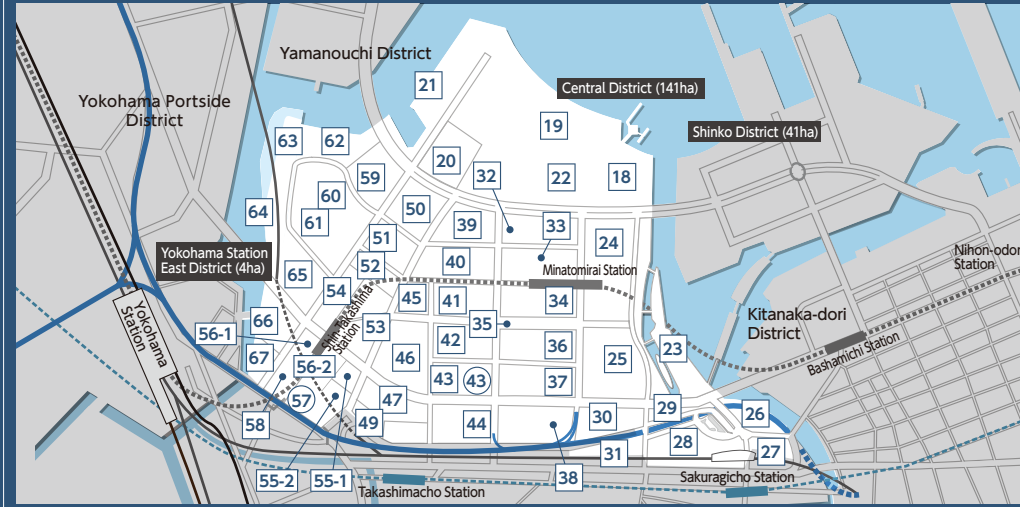 Yamanouchi District
21
Central District (141ha)
Yokohama Portside
District
19
Shinko District (41ha)
63
62
20
32
59
22
18
60
50
64
61
39
33
51
24
Yokohama Station
East District (4ha)
52
40
Nihon-odori
Station
65
Minatomirai Station
54
45
41
34
Shin-Takashima
Station
Yokohama
Station
66
53
35
Kitanaka-dori
District
56-1
42
36
23
67
46
25
Bashamichi Station
56-2
43
43
37
57
47
29
58
49
44
30
26
28
31
27
55-2
55-1
38
Sakuragicho Station
Takashimacho Station